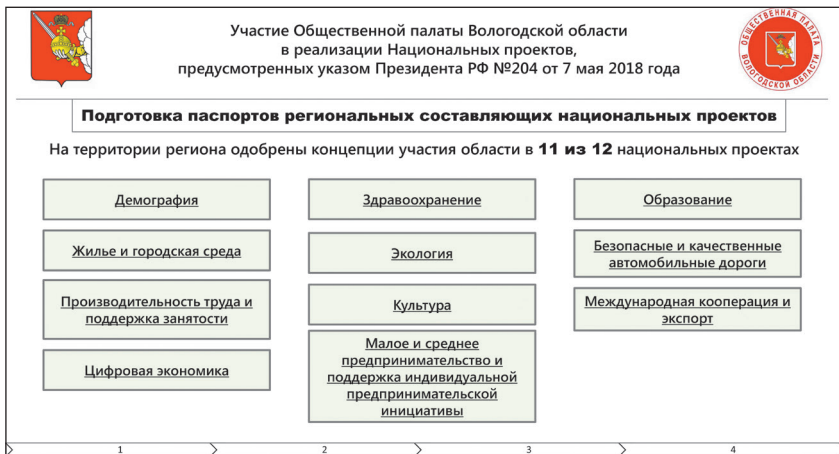 Участие Общественной палаты Вологодской области
в реализации Национальных проектов,
предусмотренных указом Президента РФ №204 от 7 мая 2018 года
ОБЩЕСТВЕННАЯ ПАЛАТА
ВОЛОГОДСКОЙ ОБЛАСТИ
Подготовка паспортов региональных составляющих национальных проектов
На территории региона одобрены концепции участия области в 11 из 12 национальных проектах
Демография
Здравоохранение
Образование
Жилье и городская среда
Экология
Безопасные и качественные
автомобильные дороги
Производительность труда и
поддержка занятости
Культура
Международная кооперация и
экспорт
Цифровая экономика
Малое и среднее
предпринимательство и
поддержка индивидуальной
предпринимательской
инициативы
1
2
3
4